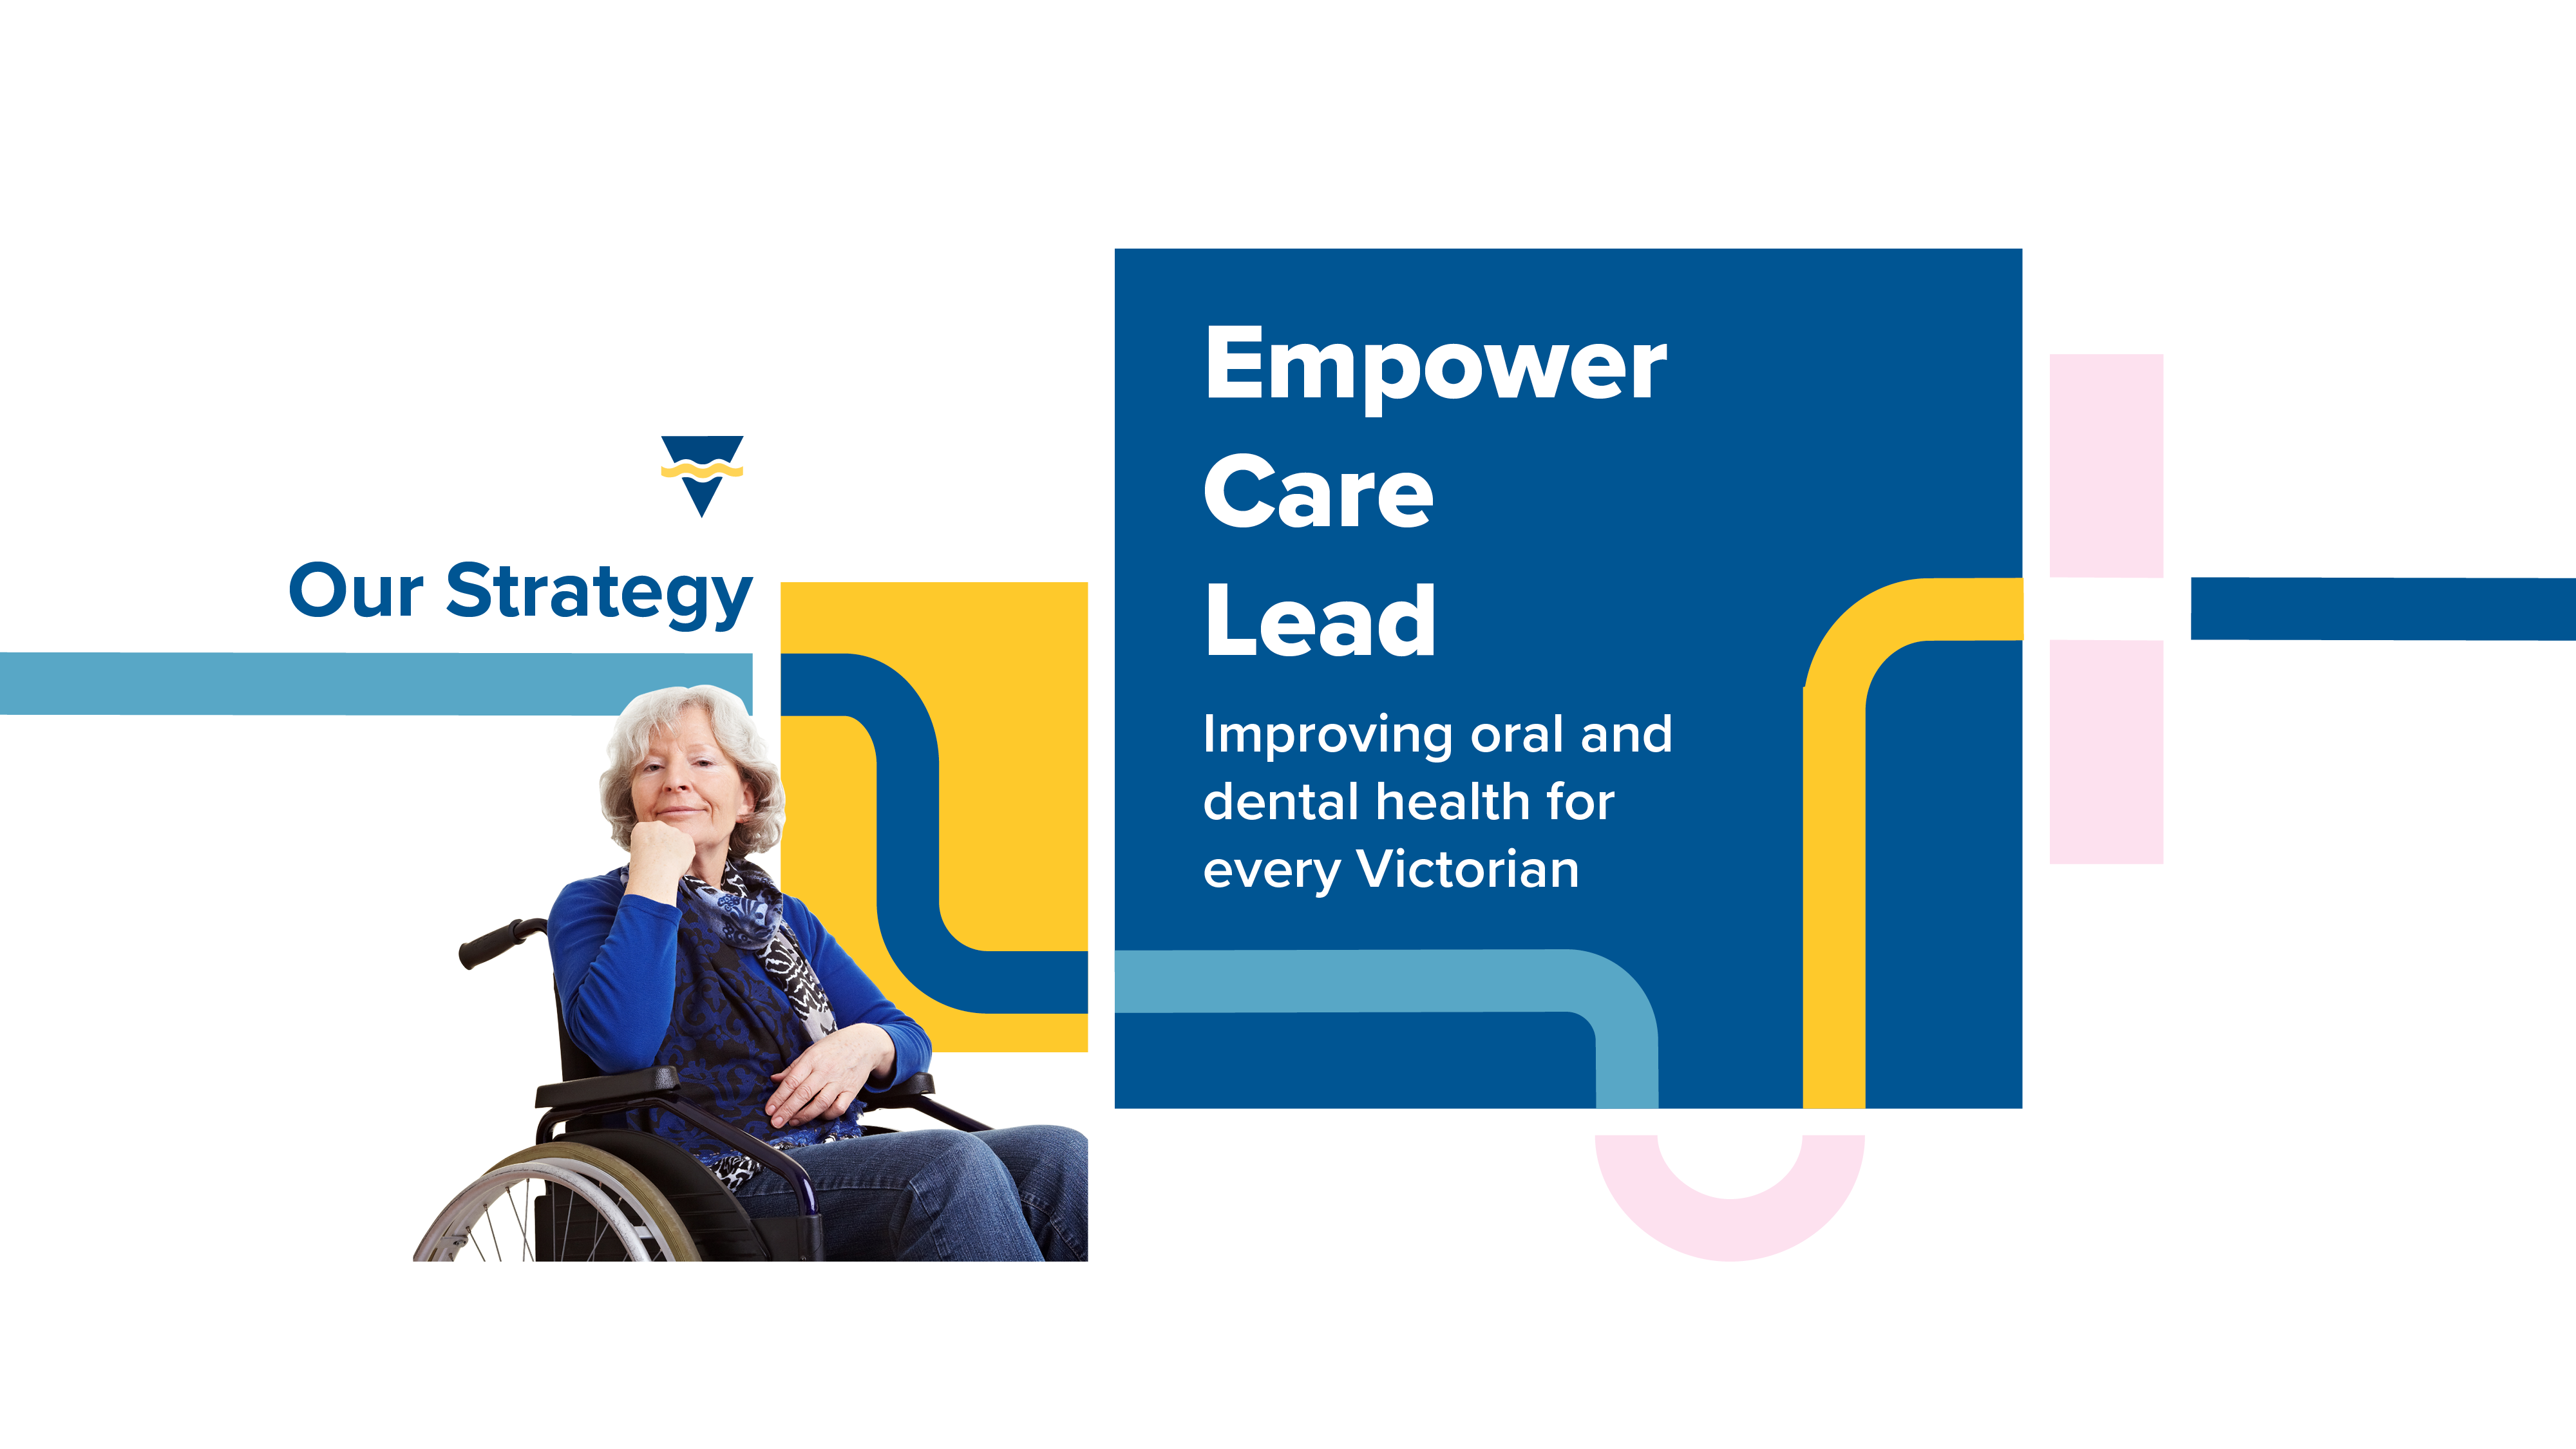 Our Strategy
Empower
Care
Lead
Improving oral and
dental health for
every Victorian